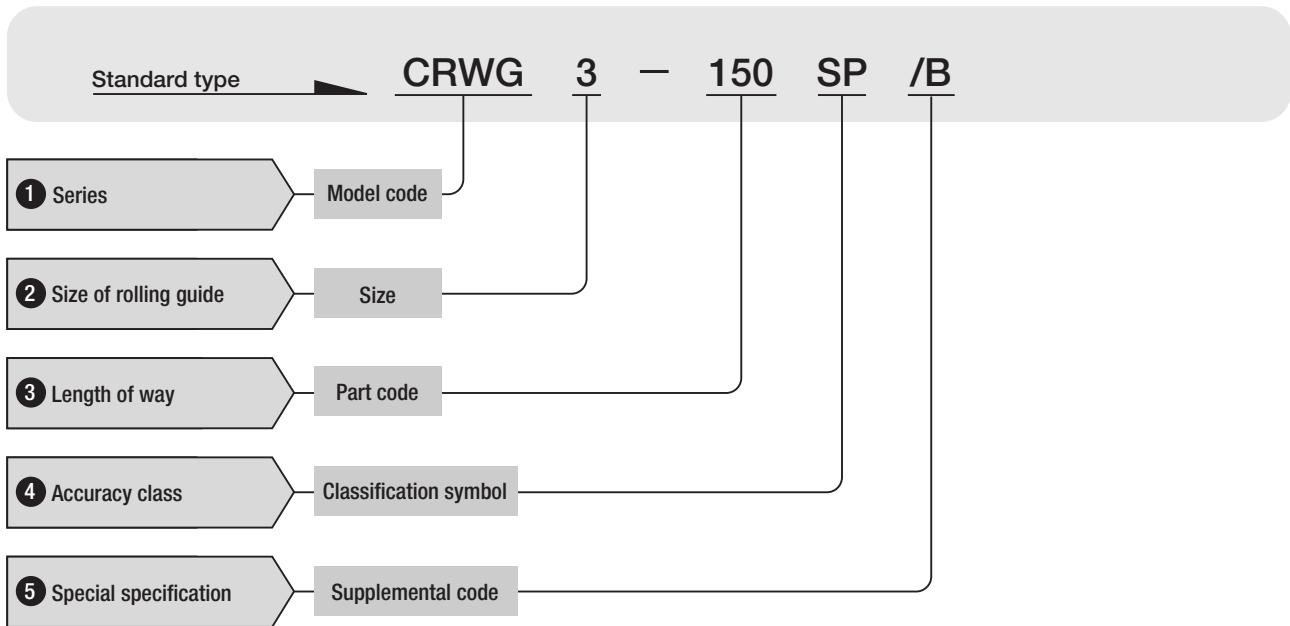 Standard type CRWG 3 — 150 SP /B
1 Series Model code
2 Size of rolling guide Size
3 Length of way Part code
4 Accuracy class Classification symbol
5 Special specification Supplemental code